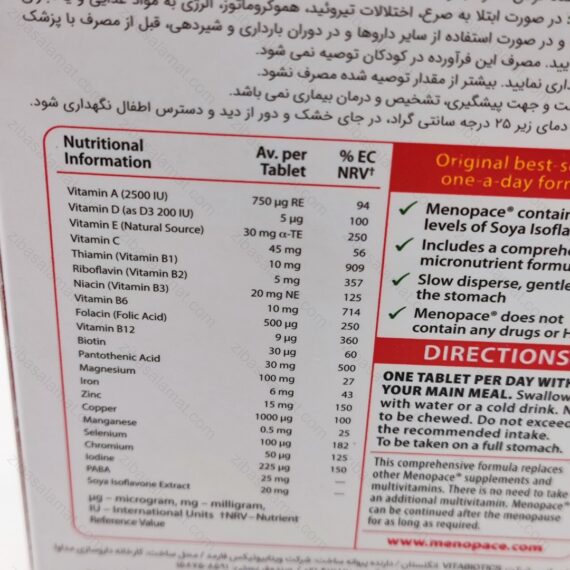 در صورت ابتلا به صرع، اختلالات تیروئید، هموکروماتوز، آلرژی به مواد غذایی و یا
و در صورت استفاده از سایر داروها و در دوران بارداری و شیردهی، قبل از مصرف با پزشک
یید. مصرف این فرآورده در کودکان توصیه نمی شود.
داری نمایید. بیشتر از مقدار توصیه شده مصرف نشود.
ست و جهت پیشگیری، تشخیص و درمان بیماری نمی باشد.
دمای زیر ۲۵ درجه سانتی گراد، در جای خشک و دور از دید و دسترس اطفال نگهداری شود.
Nutritional Information Av. per Tablet % EC NRV†
Vitamin A (2500 IU) 750 µg RE 94
Vitamin D (as D3 200 IU) 5 µg 100
Vitamin E (Natural Source) 30 mg α-TE 250
Vitamin C 45 mg 56
Thiamin (Vitamin B1) 10 mg 909
Riboflavin (Vitamin B2) 5 mg 357
Niacin (Vitamin B3) 20 mg NE 125
Vitamin B6 10 mg 714
Folacin (Folic Acid) 500 µg 250
Vitamin B12 9 µg 360
Biotin 30 µg 60
Pantothenic Acid 30 mg 500
Magnesium 100 mg 27
Iron 6 mg 43
Zinc 15 mg 150
Copper 1000 µg 100
Manganese 0.5 mg 25
Selenium 100 µg 182
Chromium 50 µg 125
Iodine 225 µg 150
PABA 25 mg —
Soya Isoflavone Extract 20 mg —
µg – microgram, mg – milligram,
IU – International Units †NRV – Nutrient
Reference Value
Original best-s
one-a-day form
✓ Menopace® contain
levels of Soya Isofla
✓ Includes a comprehe
micronutrient formu
✓ Slow disperse, gentle
the stomach
✓ Menopace® does not
contain any drugs or H
DIRECTIONS
ONE TABLET PER DAY WITH
YOUR MAIN MEAL. Swallow
with water or a cold drink. N
to be chewed. Do not exceed
the recommended intake.
To be taken on a full stomach.
This comprehensive formula replaces
other Menopace® supplements and
multivitamins. There is no need to take
an additional multivitamin. Menopace®
can be continued after the menopause
for as long as required.
www.menopace.com
zibasalamat.com